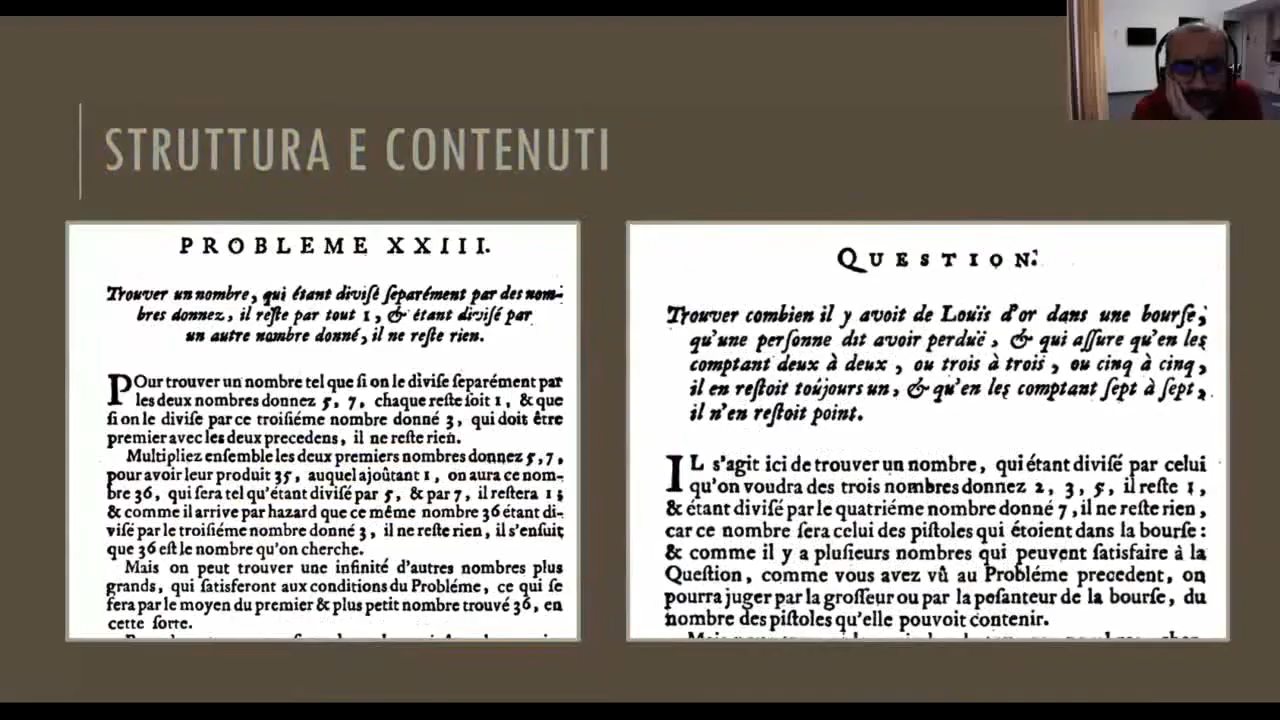 STRUTTURA E CONTENUTI
PROBLEME XXIII.
Trouver un nombre, qui étant divisé separément par des nom-
bres donnez, il reste par tout 1, & étant divisé par
un autre nombre donné, il ne reste rien.
POur trouver un nombre tel que si on le divise separément par
les deux nombres donnez 5, 7, chaque reste soit 1, & que
si on le divise par ce troisiéme nombre donné 3, qui doit être
premier avec les deux precedens, il ne reste rien.
Multipliez ensemble les deux premiers nombres donnez 5, 7,
pour avoir leur produit 35, auquel ajoûtant 1, on aura ce nom-
bre 36, qui sera tel qu'étant divisé par 5, & par 7, il restera 1;
& comme il arrive par hazard que ce même nombre 36 étant di-
visé par le troisiéme nombre donné 3, il ne reste rien, il s'ensuit
que 36 est le nombre qu'on cherche.
Mais on peut trouver une infinité d'autres nombres plus
grands, qui satisferont aux conditions du Probléme, ce qui se
fera par le moyen du premier & plus petit nombre trouvé 36, en
cette sorte.
QUESTION.
Trouver combien il y avoit de Louïs d'or dans une bourse,
qu'une personne dit avoir perduë, & qui assure qu'en les
comptant deux à deux, ou trois à trois, ou cinq à cinq,
il en restoit toûjours un, & qu'en les comptant sept à sept,
il n'en restoit point.
IL s'agit ici de trouver un nombre, qui étant divisé par celui
qu'on voudra des trois nombres donnez 2, 3, 5, il reste 1,
& étant divisé par le quatriéme nombre donné 7, il ne reste rien,
car ce nombre sera celui des pistoles qui étoient dans la bourse:
& comme il y a plusieurs nombres qui peuvent satisfaire à la
Question, comme vous avez vû au Probléme precedent, on
pourra juger par la grosseur ou par la pesanteur de la bourse, du
nombre des pistoles qu'elle pouvoit contenir.